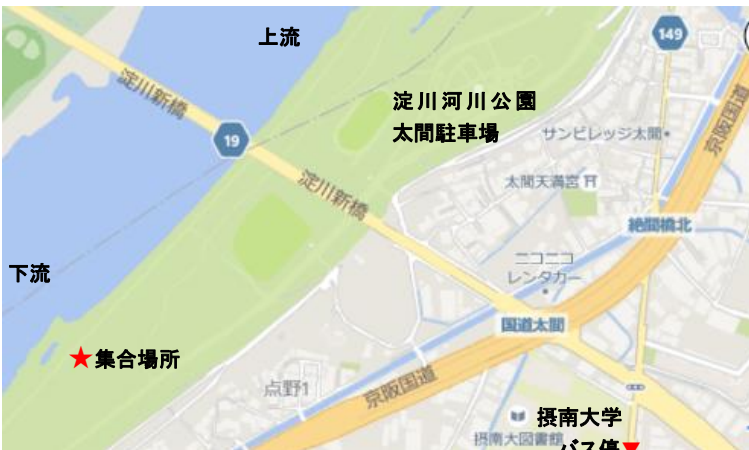 上流
149
淀川新橋
淀川河川公園
太間駐車場
京阪国道
サンビレッジ太間
19
淀川新橋
太間天満宮
絶間橋北
下流
ニコニコ
レンタカー
国道太間
★集合場所
点野1
京阪国道
摂南大学
摂南大図書館
バス停▼